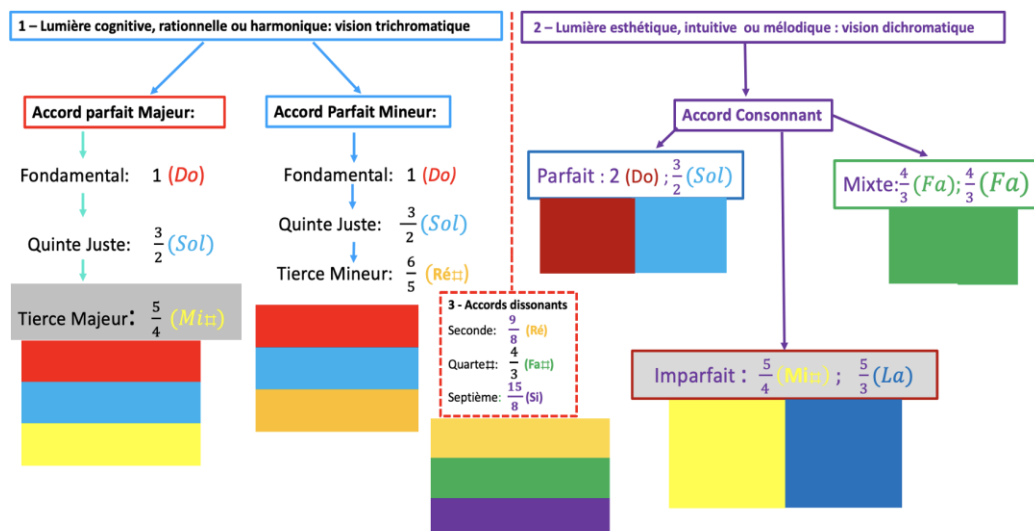 1 – Lumière cognitive, rationnelle ou harmonique: vision trichromatique
Accord parfait Majeur:
Fondamental: 1 (Do)
Quinte Juste: 3/2 (Sol)
Tierce Majeur: 5/4 (Mi♯)
Accord Parfait Mineur:
Fondamental: 1 (Do)
Quinte Juste: 3/2 (Sol)
Tierce Mineur: 6/5 (Ré♯)
3 - Accords dissonants
Seconde: 9/8 (Ré)
Quarte♯: 4/3 (Fa♯)
Septième: 15/8 (Si)
2 – Lumière esthétique, intuitive ou mélodique : vision dichromatique
Accord Consonnant
Parfait : 2 (Do) ; 3/2 (Sol)
Mixte: 4/3 (Fa); 4/3 (Fa)
Imparfait : 5/4 (Mi♯) ; 5/3 (La)